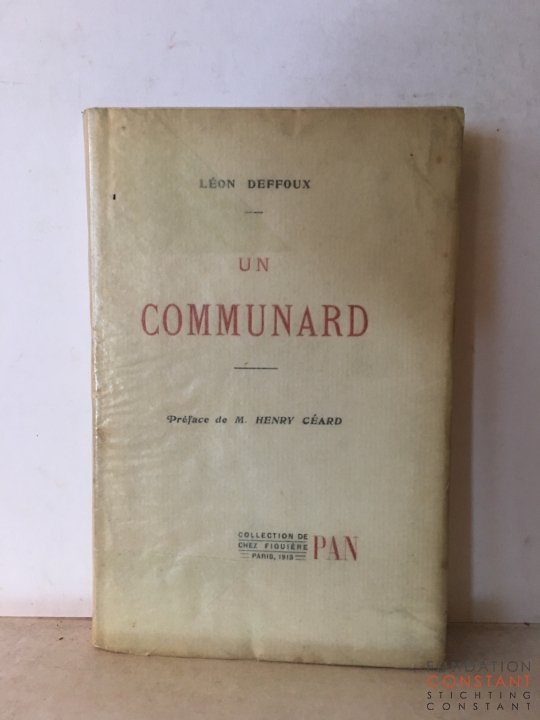 LÉON DEFFOUX
UN
COMMUNARD
Préface de M. HENRY CÉARD
COLLECTION DE
CHEZ FIGUIÈRE
PARIS, 1913
PAN
FONDATION
CONSTANT
STICHTING
CONSTANT